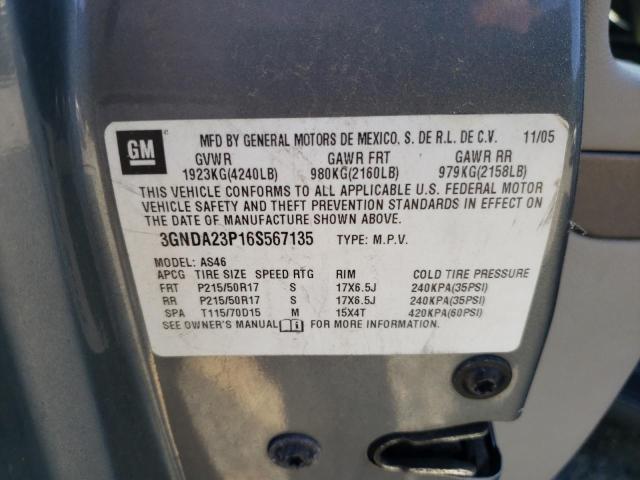 GM
MFD BY GENERAL MOTORS DE MEXICO, S. DE R.L. DE C.V. 11/05
GVWR GAWR FRT GAWR RR
1923KG(4240LB) 980KG(2160LB) 979KG(2158LB)
THIS VEHICLE CONFORMS TO ALL APPLICABLE U.S. FEDERAL MOTOR
VEHICLE SAFETY AND THEFT PREVENTION STANDARDS IN EFFECT ON
THE DATE OF MANUFACTURE SHOWN ABOVE.
3GNDA23P16S567135 TYPE: M.P.V.
MODEL: AS46
APCG TIRE SIZE SPEED RTG RIM COLD TIRE PRESSURE
FRT P215/50R17 S 17X6.5J 240KPA(35PSI)
RR P215/50R17 S 17X6.5J 240KPA(35PSI)
SPA T115/70D15 M 15X4T 420KPA(60PSI)
SEE OWNER'S MANUAL FOR MORE INFORMATION